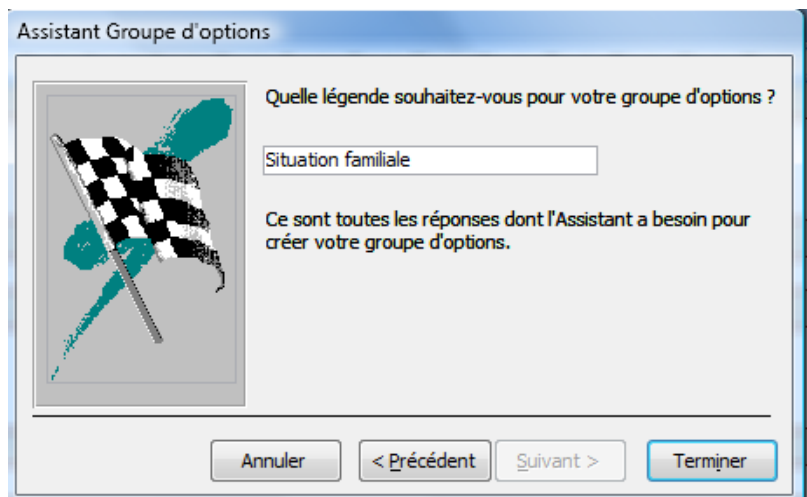 Assistant Groupe d'options
Quelle légende souhaitez-vous pour votre groupe d'options ?
Situation familiale
Ce sont toutes les réponses dont l'Assistant a besoin pour
créer votre groupe d'options.
Annuler
< Précédent
Suivant >
Terminer